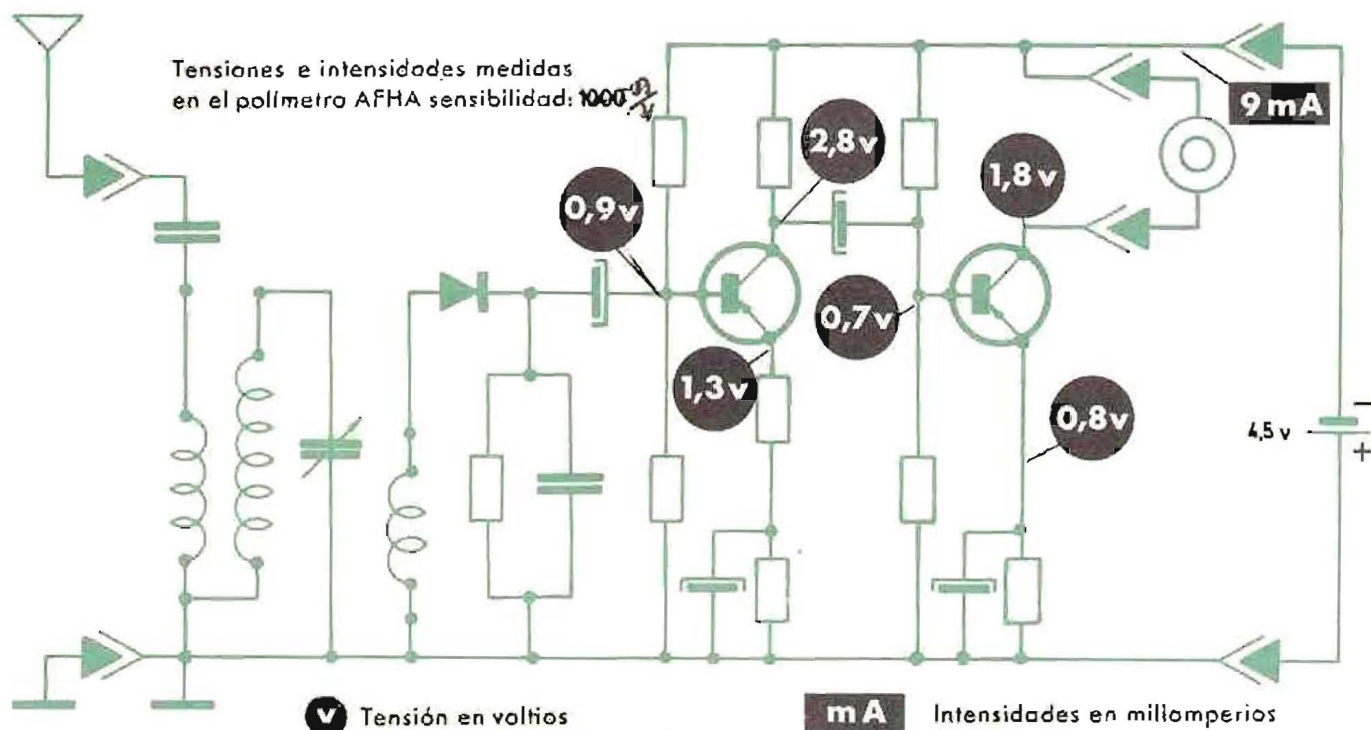 Tensiones e intensidades medidas
en el polímetro AFHA sensibilidad: 1000 Ω/V
9 mA
2,8 v
1,8 v
0,9 v
0,7 v
1,3 v
0,8 v
4,5 v
−
+
v Tensión en voltios
mA Intensidades en millomperios